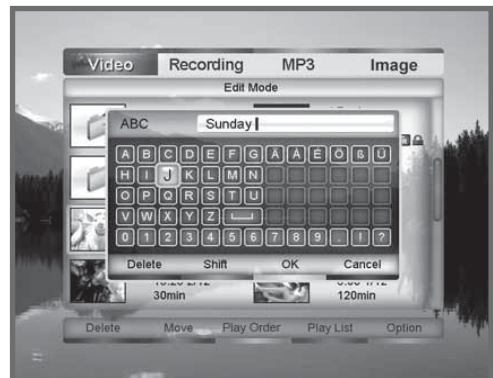 Video Recording MP3 Image
Edit Mode
ABC Sunday
A B C D E F G Ä Á É Ö ß Ü
H I J K L M N
O P Q R S T U
V W X Y Z
0 1 2 3 4 5 6 7 8 9 . ! ?
Delete Shift OK Cancel
30min 120min
Delete Move Play Order Play List Option